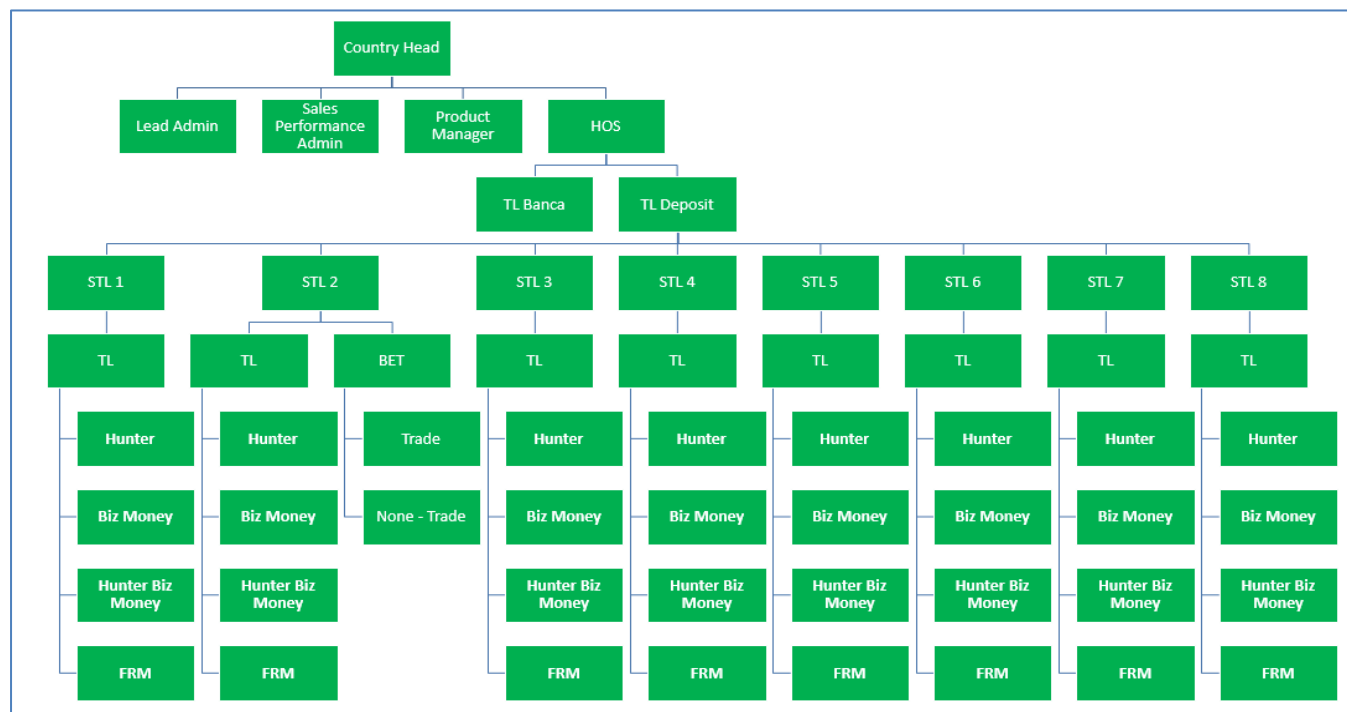 Country Head
Lead Admin
Sales
Performance
Admin
Product
Manager
HOS
TL Banca
TL Deposit
STL 1
STL 2
STL 3
STL 4
STL 5
STL 6
STL 7
STL 8
TL
TL
BET
TL
TL
TL
TL
TL
TL
Hunter
Hunter
Trade
Hunter
Hunter
Hunter
Hunter
Hunter
Hunter
Biz Money
Biz Money
None - Trade
Biz Money
Biz Money
Biz Money
Biz Money
Biz Money
Biz Money
Hunter Biz
Money
Hunter Biz
Money
Hunter Biz
Money
Hunter Biz
Money
Hunter Biz
Money
Hunter Biz
Money
Hunter Biz
Money
Hunter Biz
Money
FRM
FRM
FRM
FRM
FRM
FRM
FRM
FRM